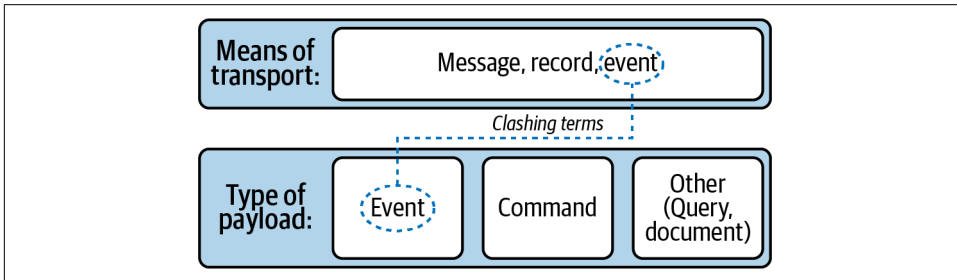 Means of
transport:
Message, record, event
Clashing terms
Type of
payload:
Event
Command
Other
(Query,
document)